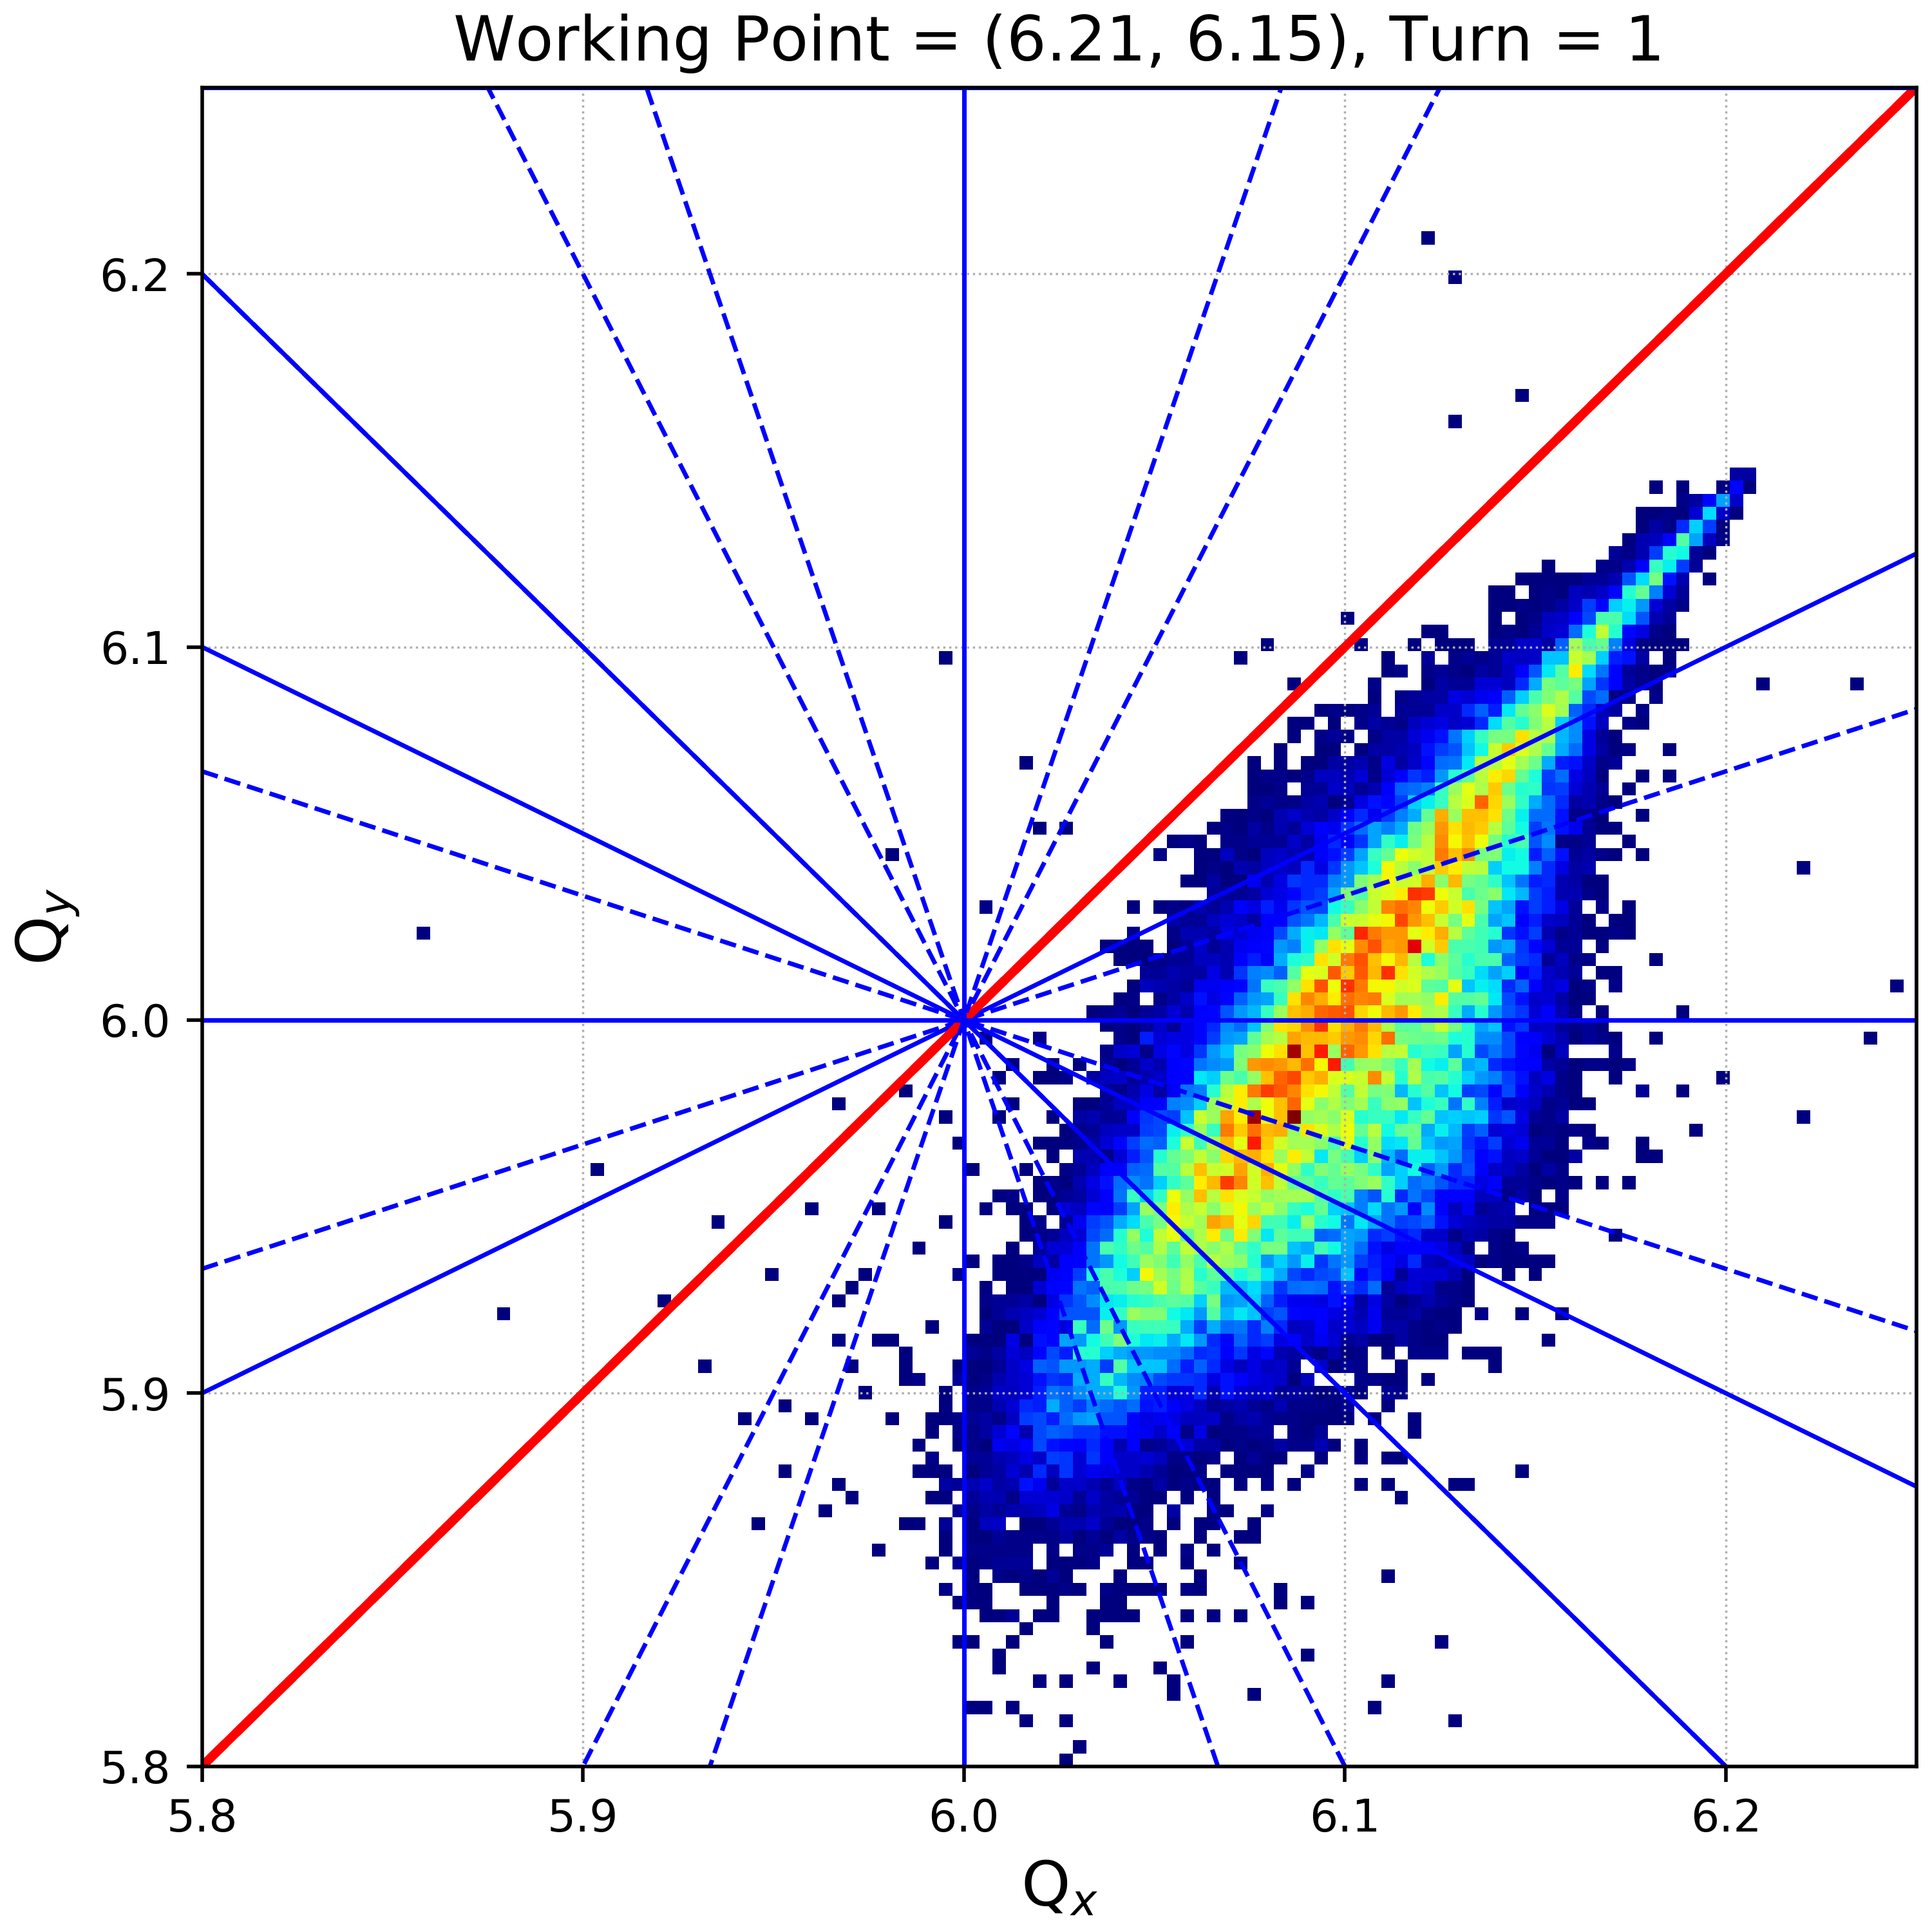 Working Point = (6.21, 6.15), Turn = 1
6.2
6.1
6.0
5.9
5.8
Qy
5.8 5.9 6.0 6.1 6.2
Qx